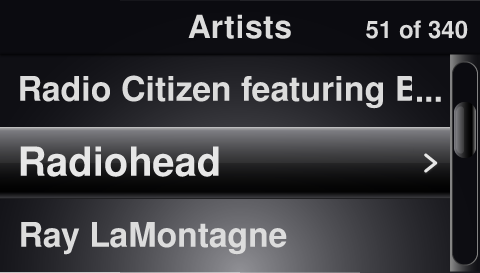 Artists 51 of 340
Radio Citizen featuring B...
Radiohead >
Ray LaMontagne